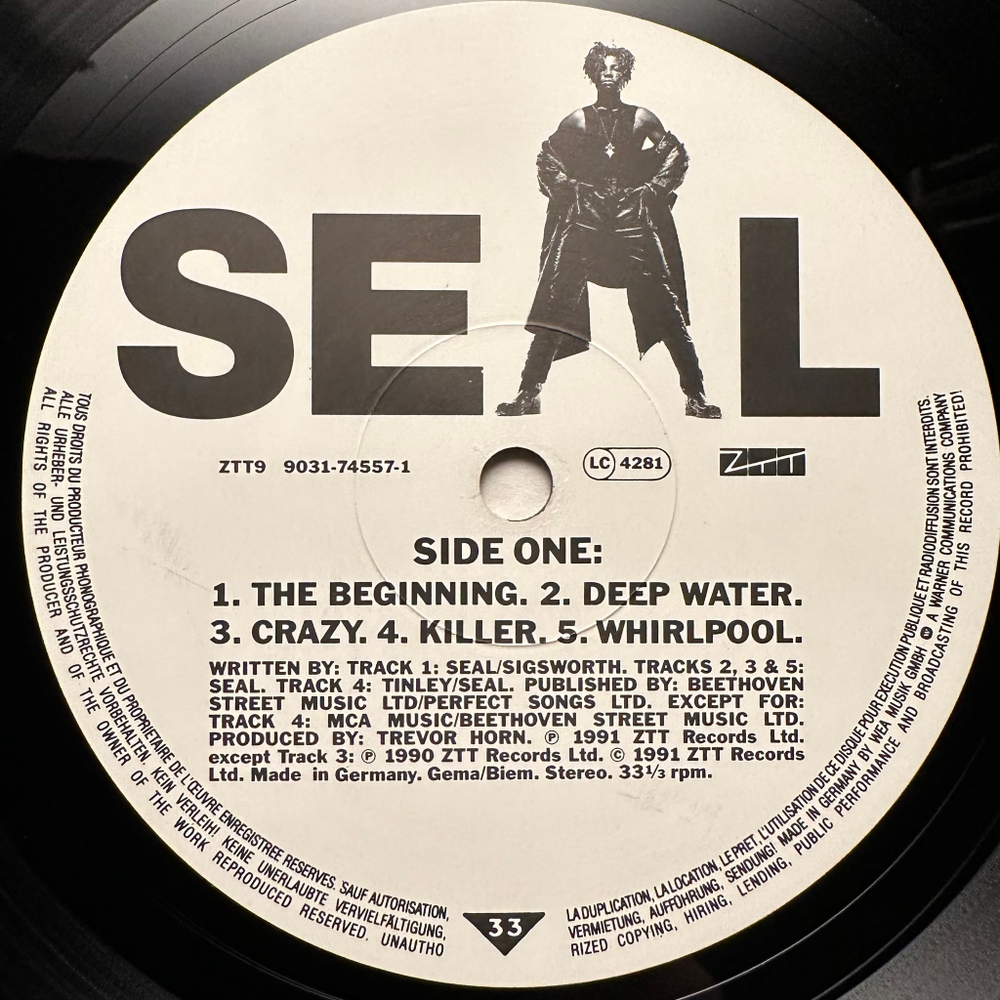 SEAL
ZTT9 9031-74557-1
LC 4281
ZTT
SIDE ONE:
1. THE BEGINNING. 2. DEEP WATER.
3. CRAZY. 4. KILLER. 5. WHIRLPOOL.
WRITTEN BY: TRACK 1: SEAL/SIGSWORTH. TRACKS 2, 3 & 5:
SEAL. TRACK 4: TINLEY/SEAL. PUBLISHED BY: BEETHOVEN
STREET MUSIC LTD/PERFECT SONGS LTD. EXCEPT FOR:
TRACK 4: MCA MUSIC/BEETHOVEN STREET MUSIC LTD.
PRODUCED BY: TREVOR HORN. ℗ 1991 ZTT Records Ltd.
except Track 3: ℗ 1990 ZTT Records Ltd. © 1991 ZTT Records
Ltd. Made in Germany. Gema/Biem. Stereo. 33⅓ rpm.
TOUS DROITS DU PRODUCTEUR PHONOGRAPHIQUE ET DU PROPRIETAIRE DE L'ŒUVRE ENREGISTREE RESERVES. SAUF AUTORISATION,
LA DUPLICATION, LA LOCATION, LE PRET, L'UTILISATION DE CE DISQUE POUR EXECUTION PUBLIQUE ET RADIODIFFUSION SONT INTERDITS.
ALLE URHEBER- UND LEISTUNGSSCHUTZRECHTE VORBEHALTEN. KEIN VERLEIH! KEINE UNERLAUBTE VERVIELFÄLTIGUNG,
VERMIETUNG, AUFFÜHRUNG, SENDUNG! MADE IN GERMANY BY WEA MUSIK GMBH A WARNER COMMUNICATIONS COMPANY
ALL RIGHTS OF THE PRODUCER AND OF THE OWNER OF THE WORK REPRODUCED RESERVED. UNAUTHO
RIZED COPYING, HIRING, LENDING, PUBLIC PERFORMANCE AND BROADCASTING OF THIS RECORD PROHIBITED!
33